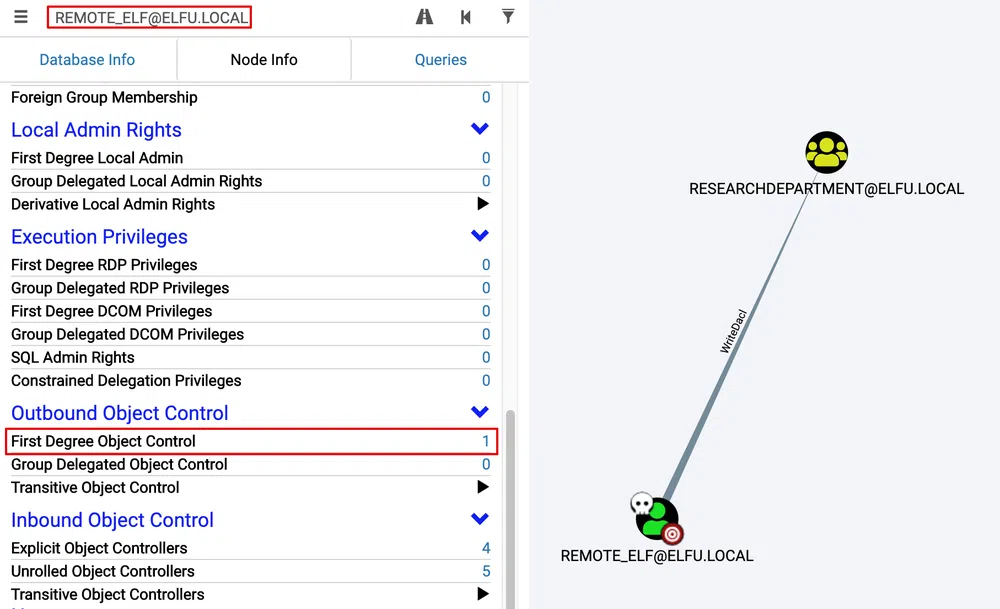 REMOTE_ELF@ELFU.LOCAL
Database Info
Node Info
Queries
Foreign Group Membership 0
Local Admin Rights
First Degree Local Admin 0
Group Delegated Local Admin Rights 0
Derivative Local Admin Rights
Execution Privileges
First Degree RDP Privileges 0
Group Delegated RDP Privileges 0
First Degree DCOM Privileges 0
Group Delegated DCOM Privileges 0
SQL Admin Rights 0
Constrained Delegation Privileges 0
Outbound Object Control
First Degree Object Control 1
Group Delegated Object Control 0
Transitive Object Control
Inbound Object Control
Explicit Object Controllers 4
Unrolled Object Controllers 5
Transitive Object Controllers
RESEARCHDEPARTMENT@ELFU.LOCAL
WriteDacl
REMOTE_ELF@ELFU.LOCAL